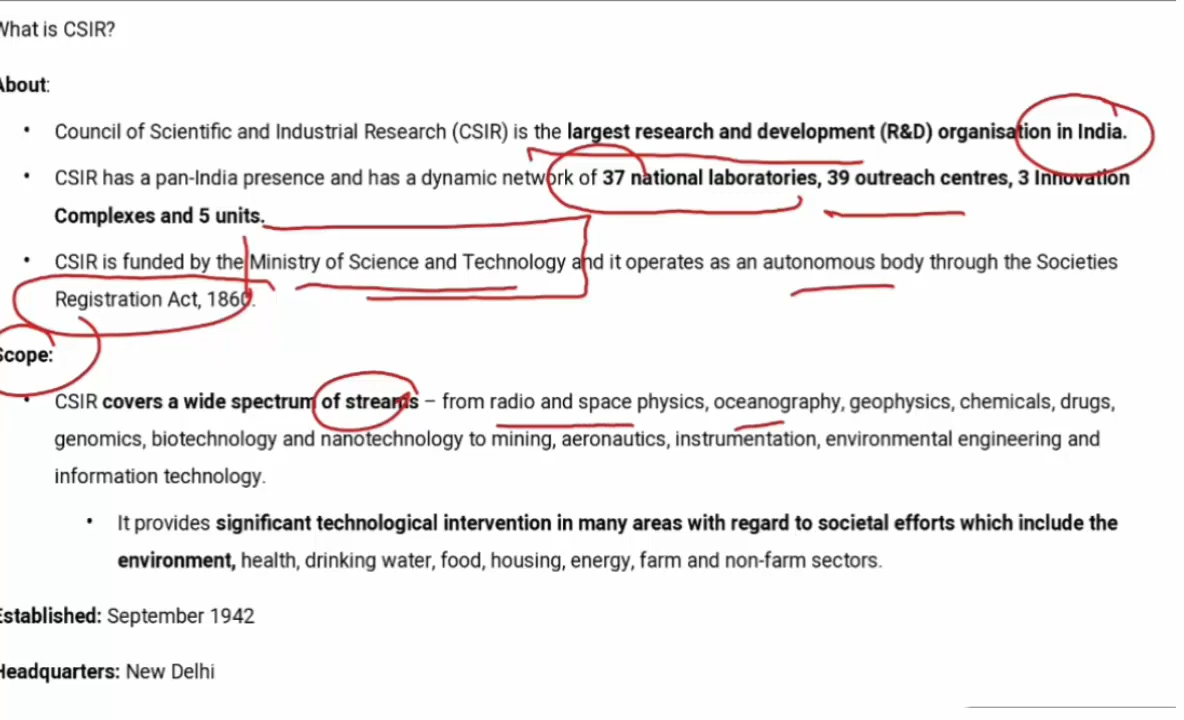 What is CSIR?
About:
• Council of Scientific and Industrial Research (CSIR) is the largest research and development (R&D) organisation in India.
• CSIR has a pan-India presence and has a dynamic network of 37 national laboratories, 39 outreach centres, 3 Innovation
Complexes and 5 units.
• CSIR is funded by the Ministry of Science and Technology and it operates as an autonomous body through the Societies
Registration Act, 1860.
Scope:
• CSIR covers a wide spectrum of streams – from radio and space physics, oceanography, geophysics, chemicals, drugs,
genomics, biotechnology and nanotechnology to mining, aeronautics, instrumentation, environmental engineering and
information technology.
• It provides significant technological intervention in many areas with regard to societal efforts which include the
environment, health, drinking water, food, housing, energy, farm and non-farm sectors.
Established: September 1942
Headquarters: New Delhi